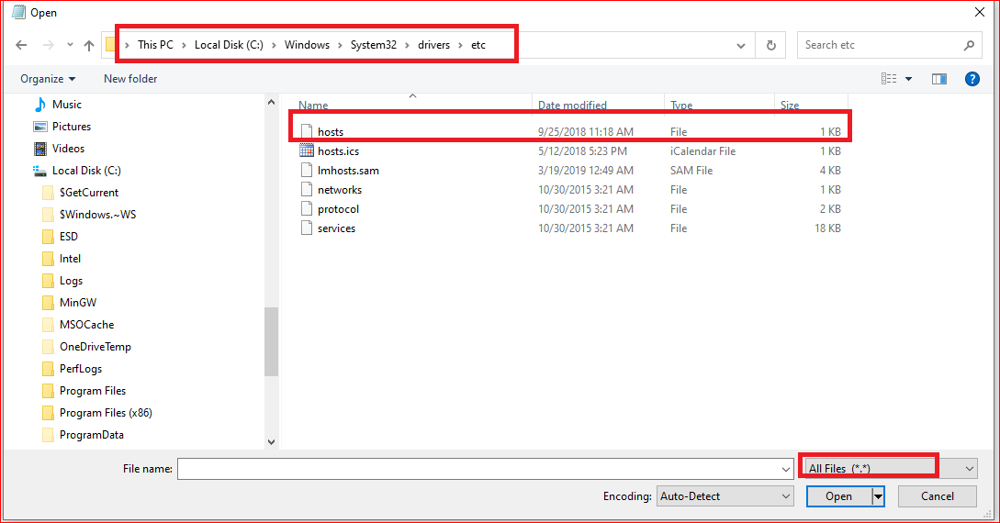 Open
This PC > Local Disk (C:) > Windows > System32 > drivers > etc
Search etc
Organize
New folder
Music
Pictures
Videos
Local Disk (C:)
$GetCurrent
$Windows.~WS
ESD
Intel
Logs
MinGW
MSOCache
OneDriveTemp
PerfLogs
Program Files
Program Files (x86)
ProgramData
Name Date modified Type Size
hosts 9/25/2018 11:18 AM File 1 KB
hosts.ics 5/12/2018 5:23 PM iCalendar File
lmhosts.sam 3/19/2019 12:49 AM SAM File 4 KB
networks 10/30/2015 3:21 AM File 1 KB
protocol 10/30/2015 3:21 AM File 2 KB
services 10/30/2015 3:21 AM File 18 KB
File name:
All Files (*.*)
Encoding: Auto-Detect
Open
Cancel